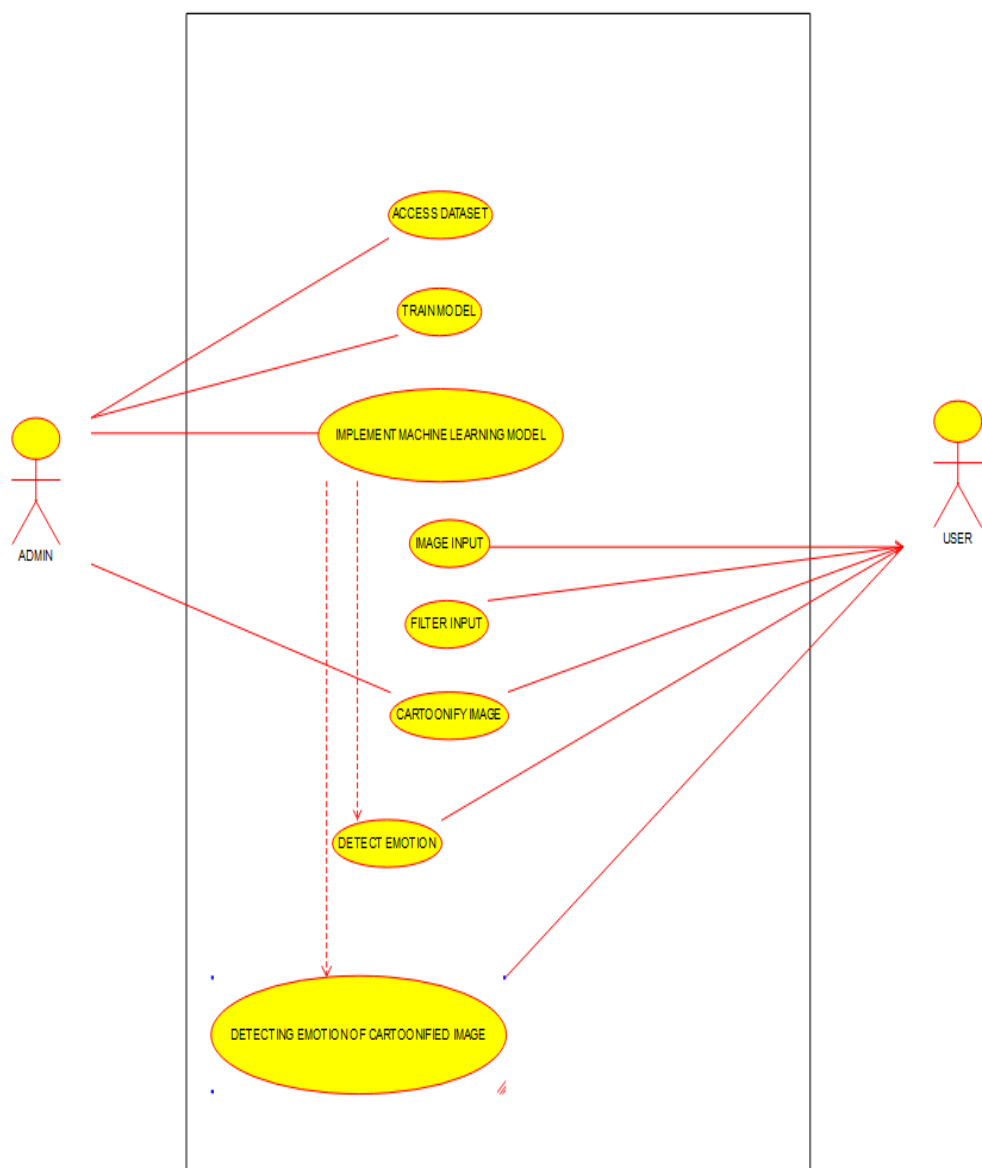 ACCESS DATASET
TRAIN MODEL
IMPLEMENT MACHINE LEARNING MODEL
ADMIN
USER
IMAGE INPUT
FILTER INPUT
CARTOONIFY IMAGE
DETECT EMOTION
DETECTING EMOTION OF CARTOONIFIED IMAGE